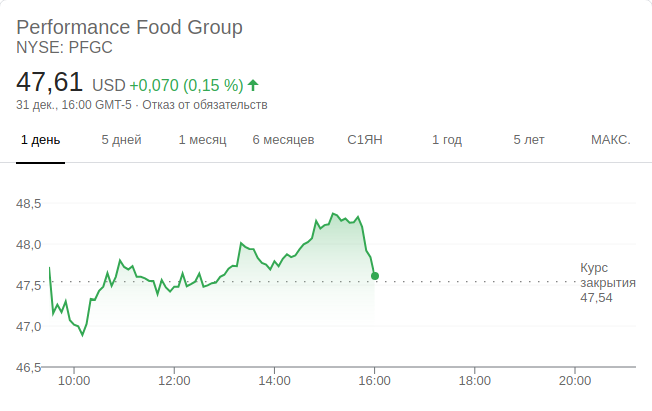 Performance Food Group
NYSE: PFGC
47,61 USD +0,070 (0,15 %)
31 дек., 16:00 GMT-5 · Отказ от обязательств
1 день 5 дней 1 месяц 6 месяцев С1ЯН 1 год 5 лет МАКС.
48,5
48,0
47,5
47,0
46,5
Курс
закрытия
47,54
10:00 12:00 14:00 16:00 18:00 20:00